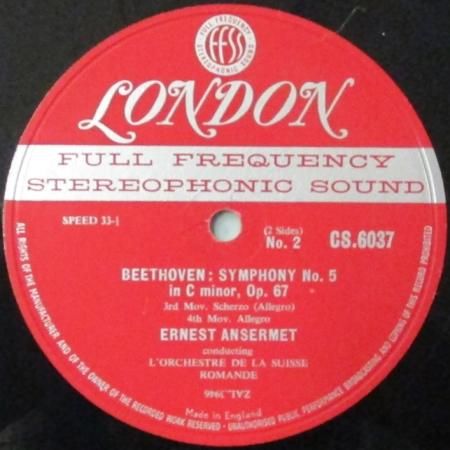 FULL FREQUENCY
FFSS
STEREOPHONIC SOUND
LONDON
FULL FREQUENCY
STEREOPHONIC SOUND
SPEED 33-⅓
(2 Sides)
No. 2
CS.6037
BEETHOVEN: SYMPHONY No. 5
in C minor, Op. 67
3rd Mov. Scherzo (Allegro)
4th Mov. Allegro
ERNEST ANSERMET
conducting
L'ORCHESTRE DE LA SUISSE
ROMANDE
Made in England
ALL RIGHTS OF THE MANUFACTURER AND OF THE OWNER OF THE RECORDED WORK RESERVED - UNAUTHORISED PUBLIC PERFORMANCE BROADCASTING AND COPYING OF THIS RECORD PROHIBITED